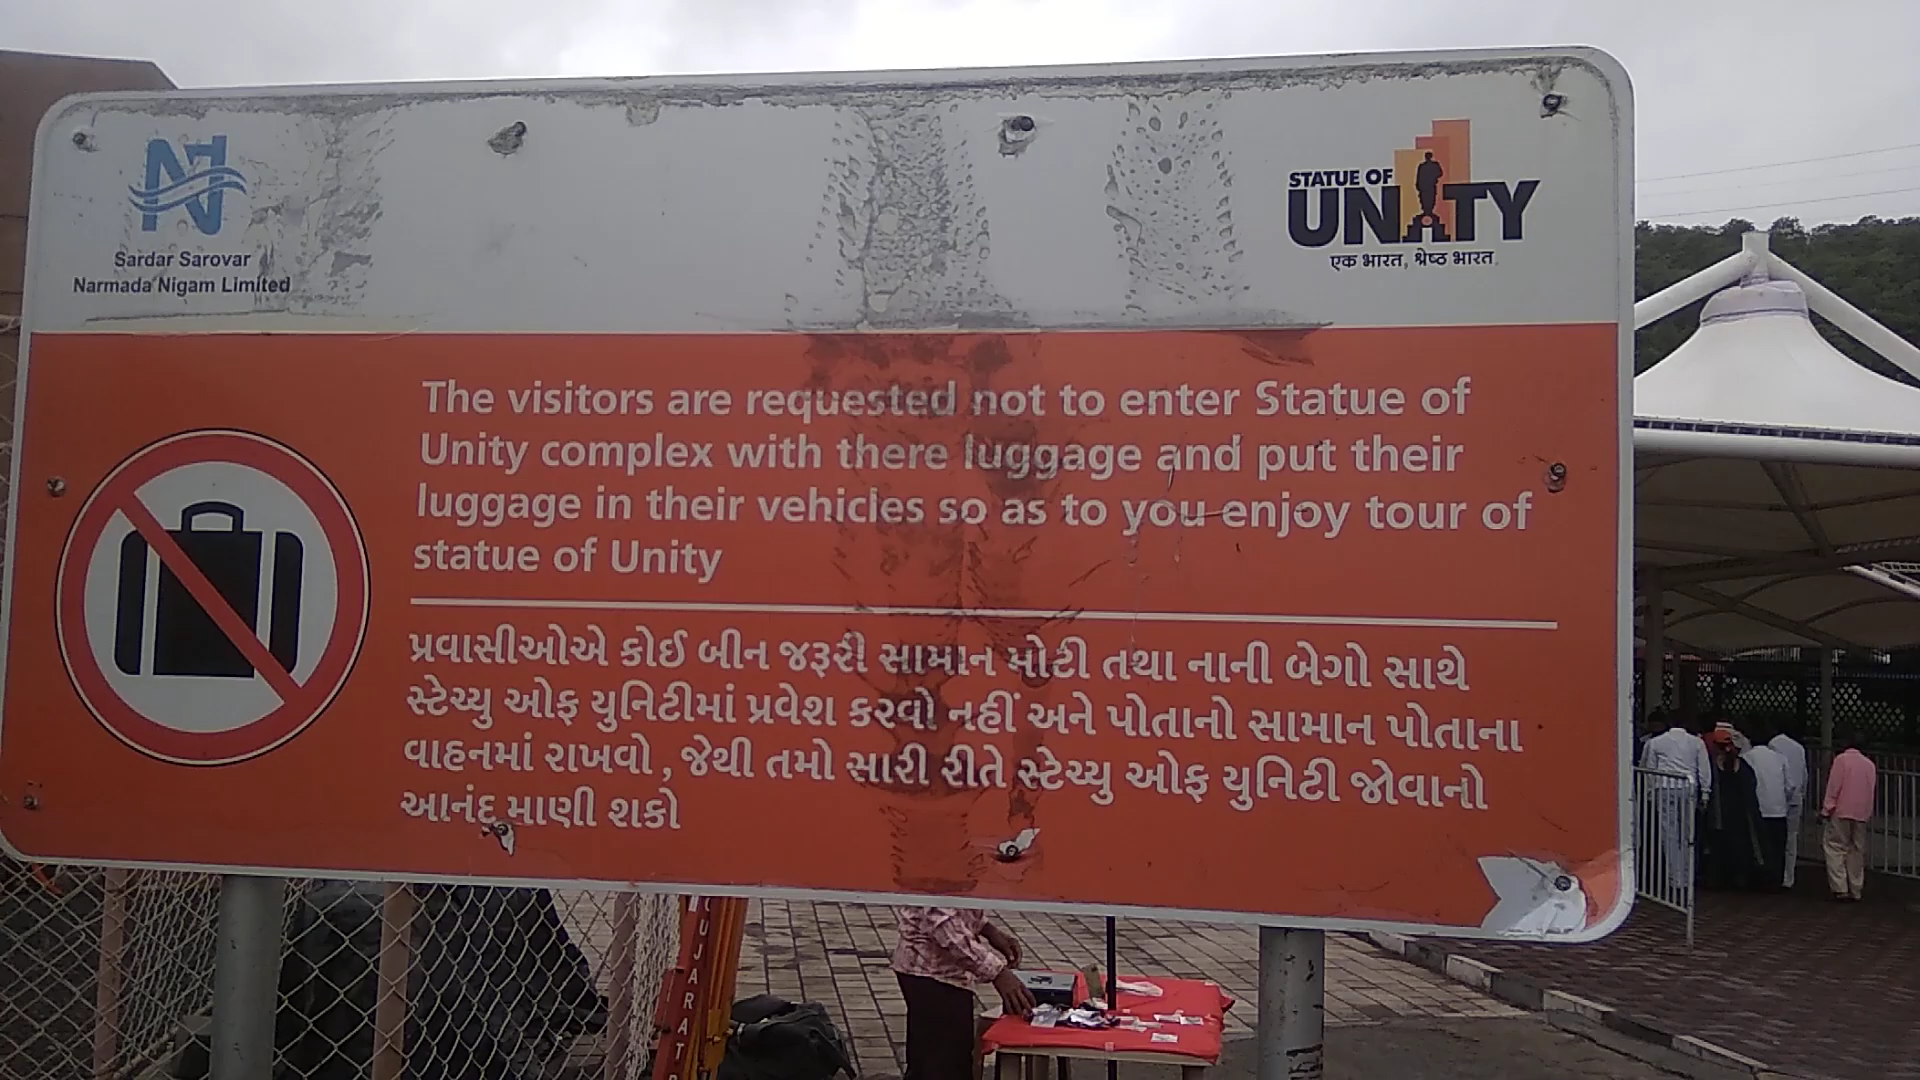 Sardar Sarovar
Narmada Nigam Limited
STATUE OF
UNITY
एक भारत, श्रेष्ठ भारत
The visitors are requested not to enter Statue of
Unity complex with there luggage and put their
luggage in their vehicles so as to you enjoy tour of
statue of Unity
પ્રવાસીઓએ કોઈ બીન જરૂરી સામાન મોટી તથા નાની બેગો સાથે
સ્ટેચ્યુ ઓફ યુનિટીમાં પ્રવેશ કરવો નહીં અને પોતાનો સામાન પોતાના
વાહનમાં રાખવો , જેથી તમો સારી રીતે સ્ટેચ્યુ ઓફ યુનિટી જોવાનો
આનંદ માણી શકો